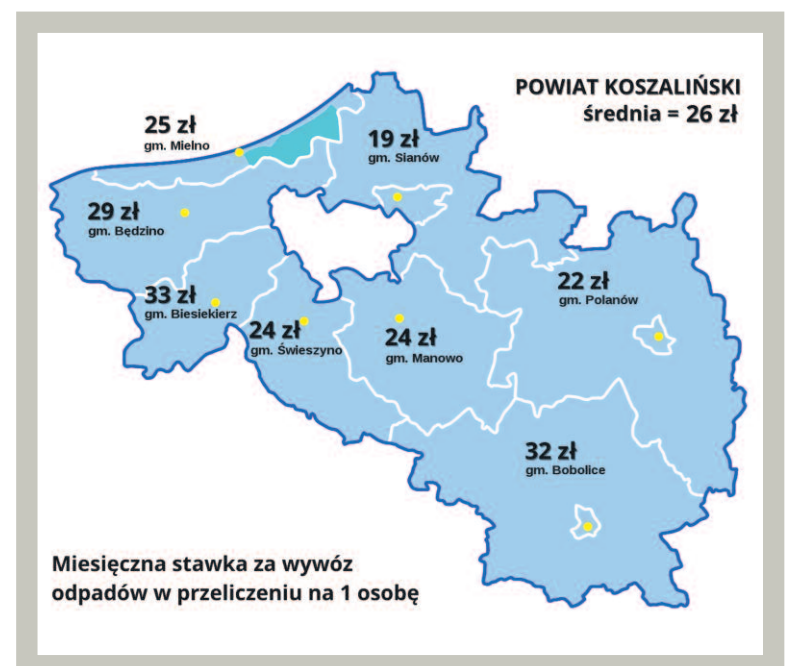 POWIAT KOSZALIŃSKI
średnia = 26 zł
25 zł
gm. Mielno
19 zł
gm. Sianów
29 zł
gm. Będzino
22 zł
gm. Polanów
33 zł
gm. Biesiekierz
24 zł
gm. Świeszyno
24 zł
gm. Manowo
32 zł
gm. Bobolice
Miesięczna stawka za wywóz
odpadów w przeliczeniu na 1 osobę